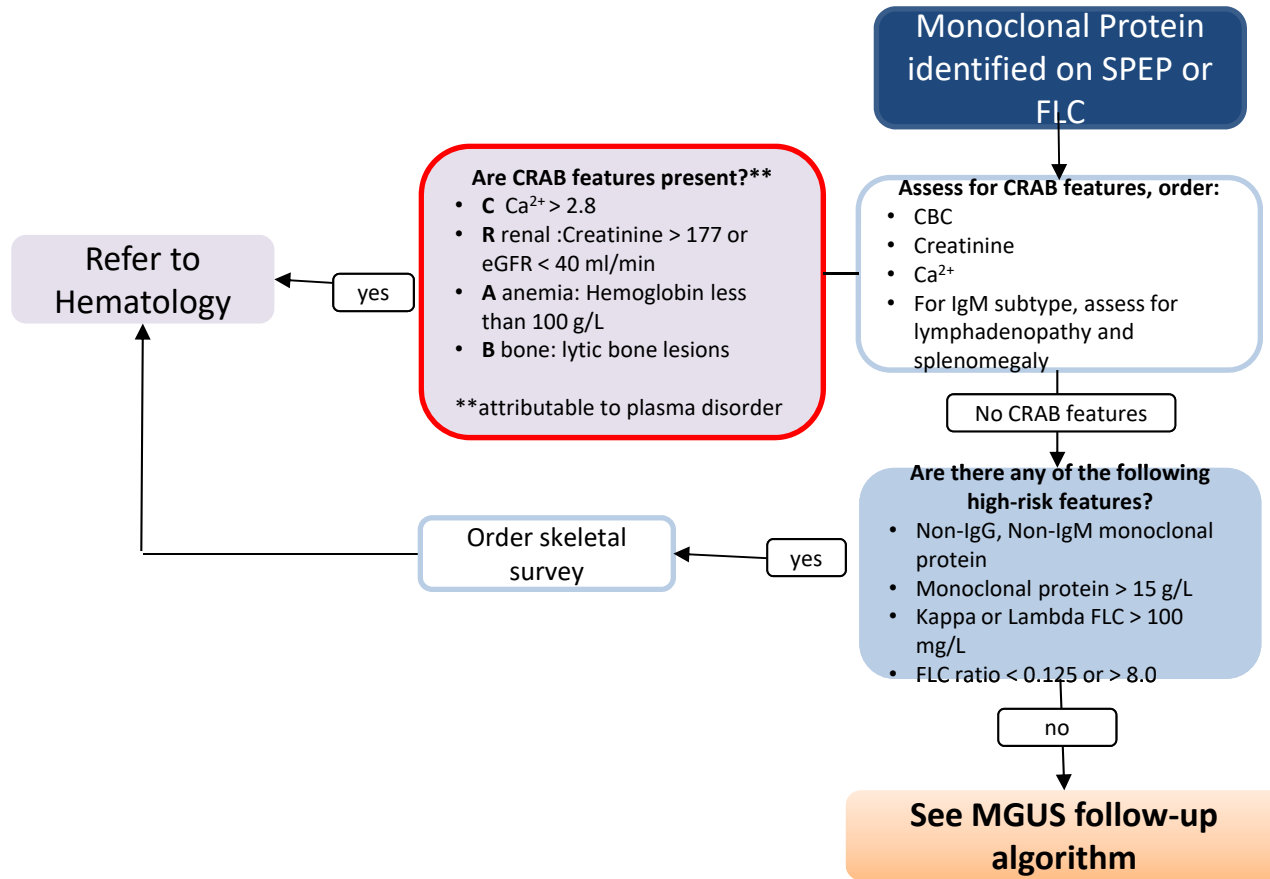 Monoclonal Protein
identified on SPEP or
FLC
Assess for CRAB features, order:
• CBC
• Creatinine
• Ca²⁺
• For IgM subtype, assess for
lymphadenopathy and
splenomegaly
Are CRAB features present?**
• C Ca²⁺ > 2.8
• R renal :Creatinine > 177 or
eGFR < 40 ml/min
• A anemia: Hemoglobin less
than 100 g/L
• B bone: lytic bone lesions
**attributable to plasma disorder
yes
Refer to
Hematology
No CRAB features
Are there any of the following
high-risk features?
• Non-IgG, Non-IgM monoclonal
protein
• Monoclonal protein > 15 g/L
• Kappa or Lambda FLC > 100
mg/L
• FLC ratio < 0.125 or > 8.0
yes
Order skeletal
survey
no
See MGUS follow-up
algorithm